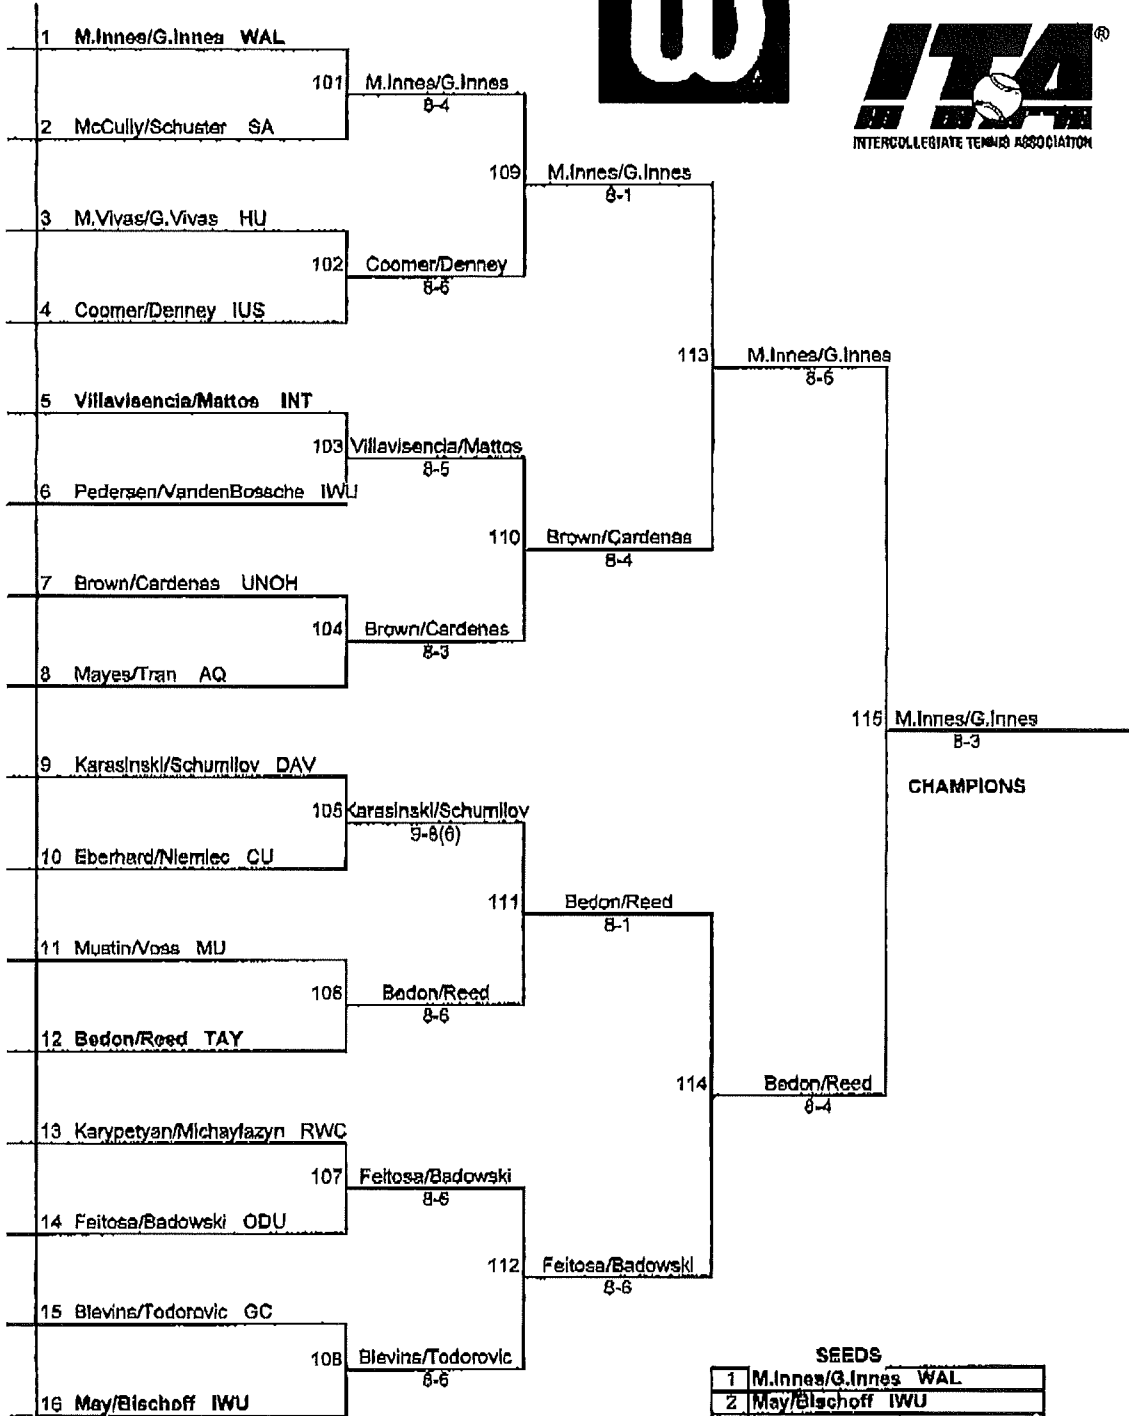 W
ITA®
INTERCOLLEGIATE TENNIS ASSOCIATION
1 M.Innes/G.Innes WAL
101 M.Innes/G.Innes
8-4
2 McCully/Schuster SA
109 M.Innes/G.Innes
8-1
3 M.Vivas/G.Vivas HU
102 Coomer/Denney
8-6
4 Coomer/Denney IUS
113 M.Innes/G.Innes
8-5
5 Villavisencia/Mattos INT
103 Villavisencia/Mattos
8-5
6 Pedersen/VandenBossche IWU
110 Brown/Cardenas
8-4
7 Brown/Cardenas UNOH
104 Brown/Cardenas
8-3
8 Mayes/Tran AQ
115 M.Innes/G.Innes
8-3
CHAMPIONS
9 Karasinski/Schumilov DAV
105 Karasinski/Schumilov
9-8(6)
10 Eberhard/Niemiec CU
111 Bedon/Reed
8-1
11 Mustin/Voss MU
106 Bedon/Reed
8-6
12 Bedon/Reed TAY
114 Bedon/Reed
8-4
13 Karypetyan/Michaylazyn RWC
107 Feitosa/Badowski
8-6
14 Feitosa/Badowski ODU
112 Feitosa/Badowski
8-6
15 Blevins/Todorovic GC
108 Blevins/Todorovic
8-6
16 May/Bischoff IWU
SEEDS
1 M.Innes/G.Innes WAL
2 May/Bischoff IWU